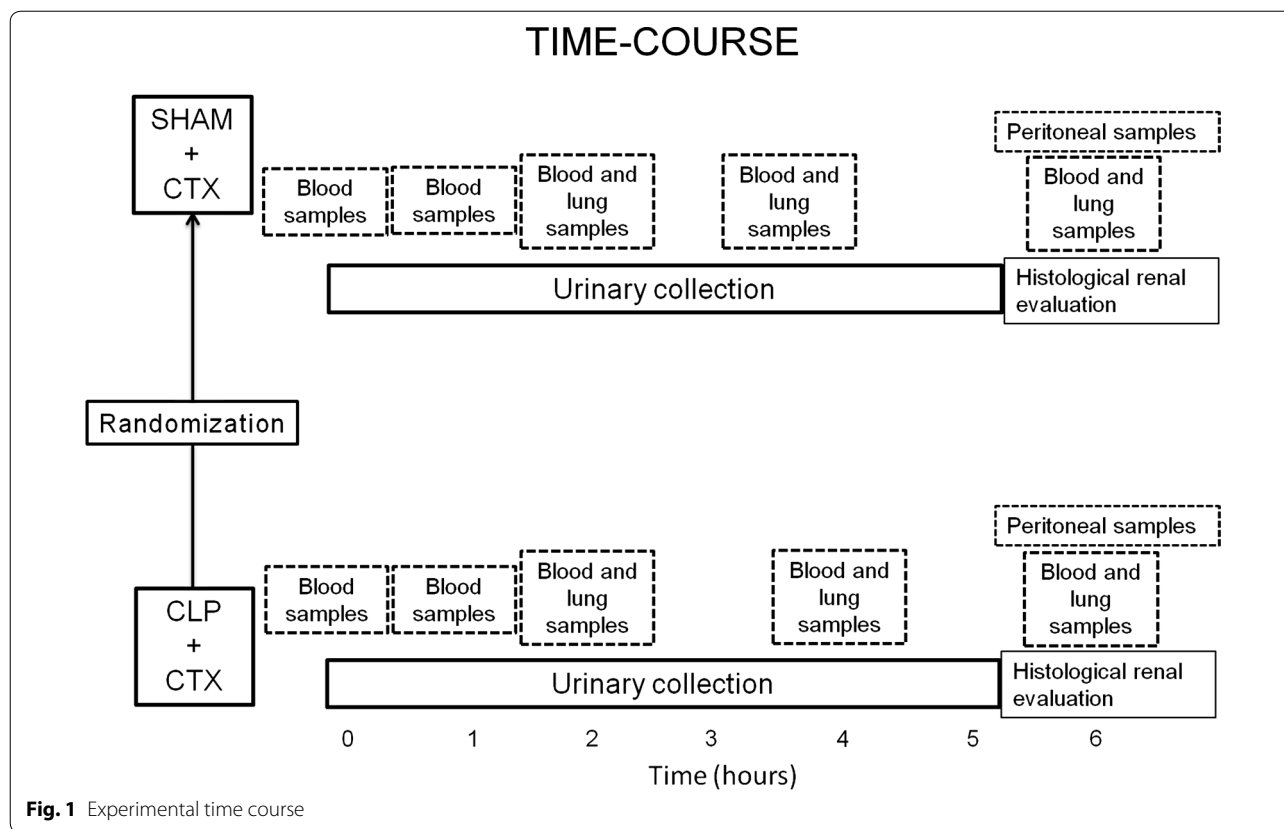 TIME-COURSE
SHAM
+
CTX
Blood
samples
Blood
samples
Blood and
lung
samples
Blood and
lung
samples
Peritoneal samples
Blood and
lung
samples
Urinary collection
Histological renal
evaluation
Randomization
CLP
+
CTX
Blood
samples
Blood
samples
Blood and
lung
samples
Blood and
lung
samples
Peritoneal samples
Blood and
lung
samples
Urinary collection
Histological renal
evaluation
0 1 2 3 4 5 6
Time (hours)
Fig. 1 Experimental time course